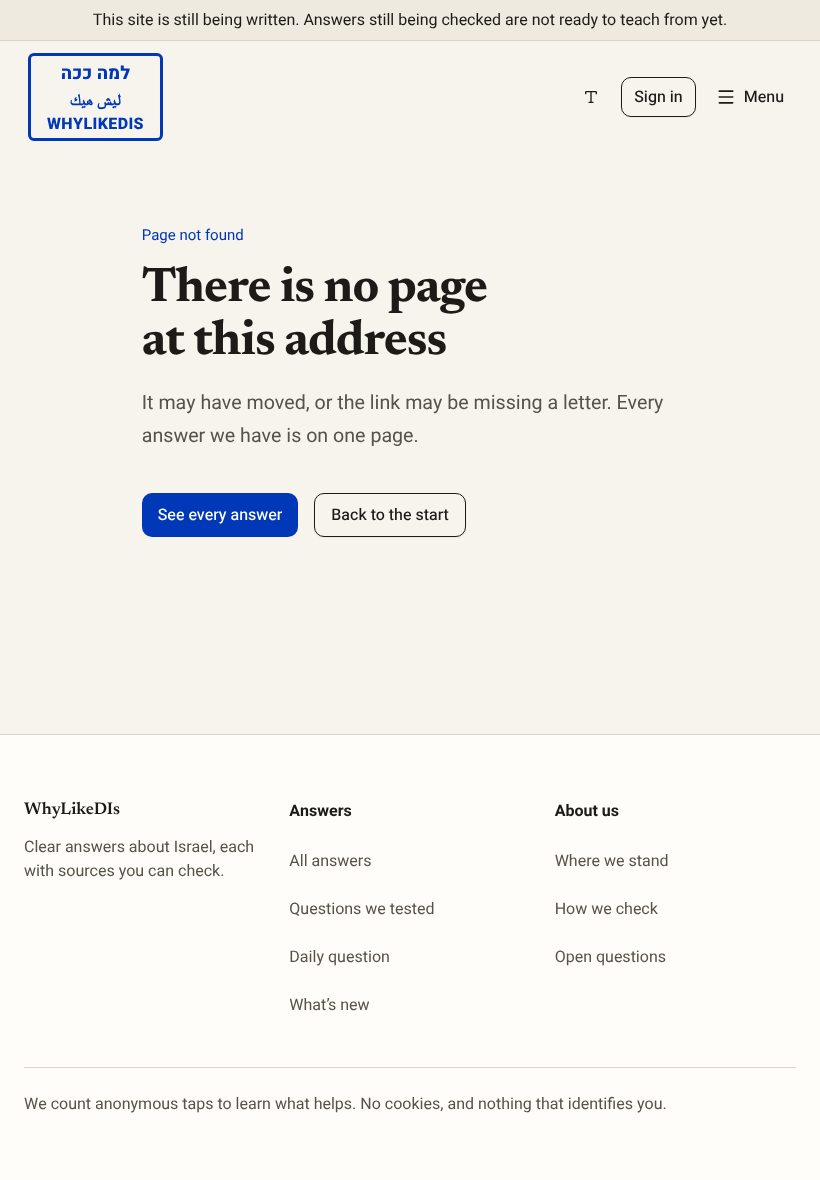 This site is still being written. Answers still being checked are not ready to teach from yet.
למה ככה
ليش هيك
WHYLIKEDIS
T
Sign in
Menu
Page not found
There is no page
at this address
It may have moved, or the link may be missing a letter. Every
answer we have is on one page.
See every answer
Back to the start
WhyLikeDIs
Clear answers about Israel, each
with sources you can check.
Answers
All answers
Questions we tested
Daily question
What’s new
About us
Where we stand
How we check
Open questions
We count anonymous taps to learn what helps. No cookies, and nothing that identifies you.